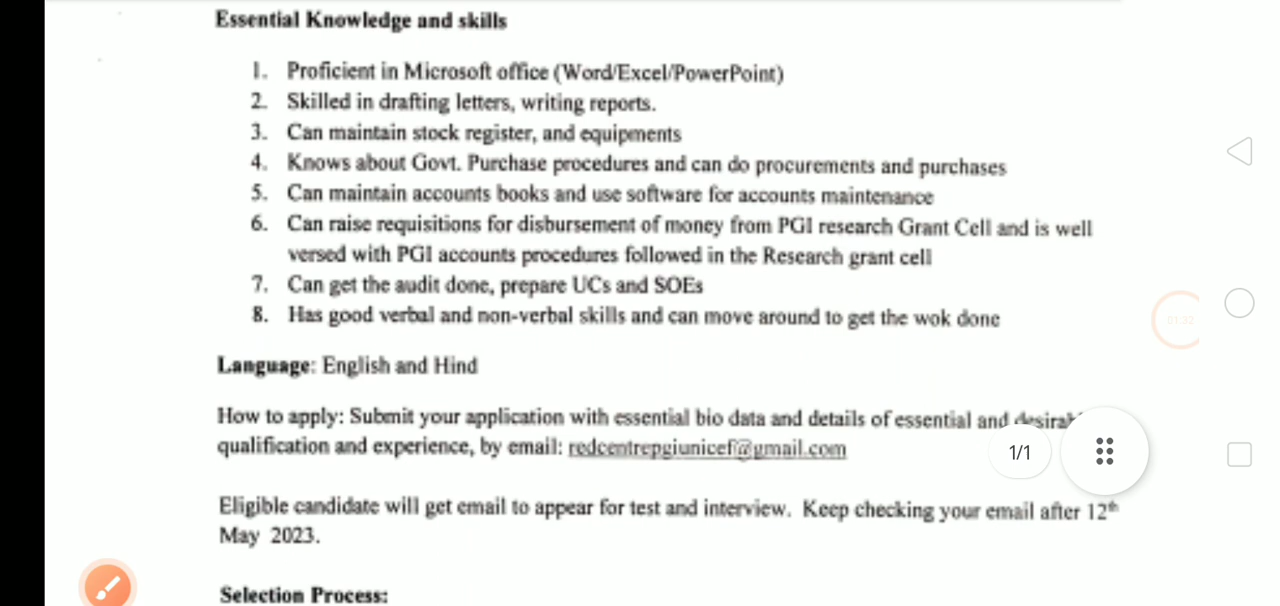 Essential Knowledge and skills
1. Proficient in Microsoft office (Word/Excel/PowerPoint)
2. Skilled in drafting letters, writing reports.
3. Can maintain stock register, and equipments
4. Knows about Govt. Purchase procedures and can do procurements and purchases
5. Can maintain accounts books and use software for accounts maintenance
6. Can raise requisitions for disbursement of money from PGI research Grant Cell and is well
versed with PGI accounts procedures followed in the Research grant cell
7. Can get the audit done, prepare UCs and SOEs
8. Has good verbal and non-verbal skills and can move around to get the wok done
01:52
Language: English and Hind
How to apply: Submit your application with essential bio data and details of essential and
qualification and experience, by email: redcentrepgiunicef@gmail.com
1/1
Eligible candidate will get email to appear for test and interview. Keep checking your email after 12th
May 2023.
Selection Process: